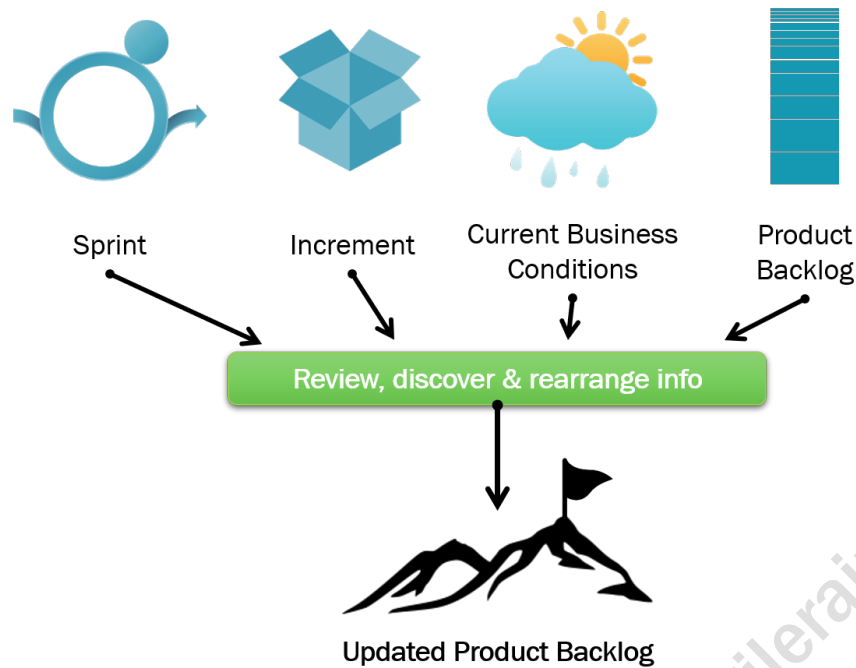 Sprint
Increment
Current Business
Conditions
Product
Backlog
Review, discover & rearrange info
Updated Product Backlog